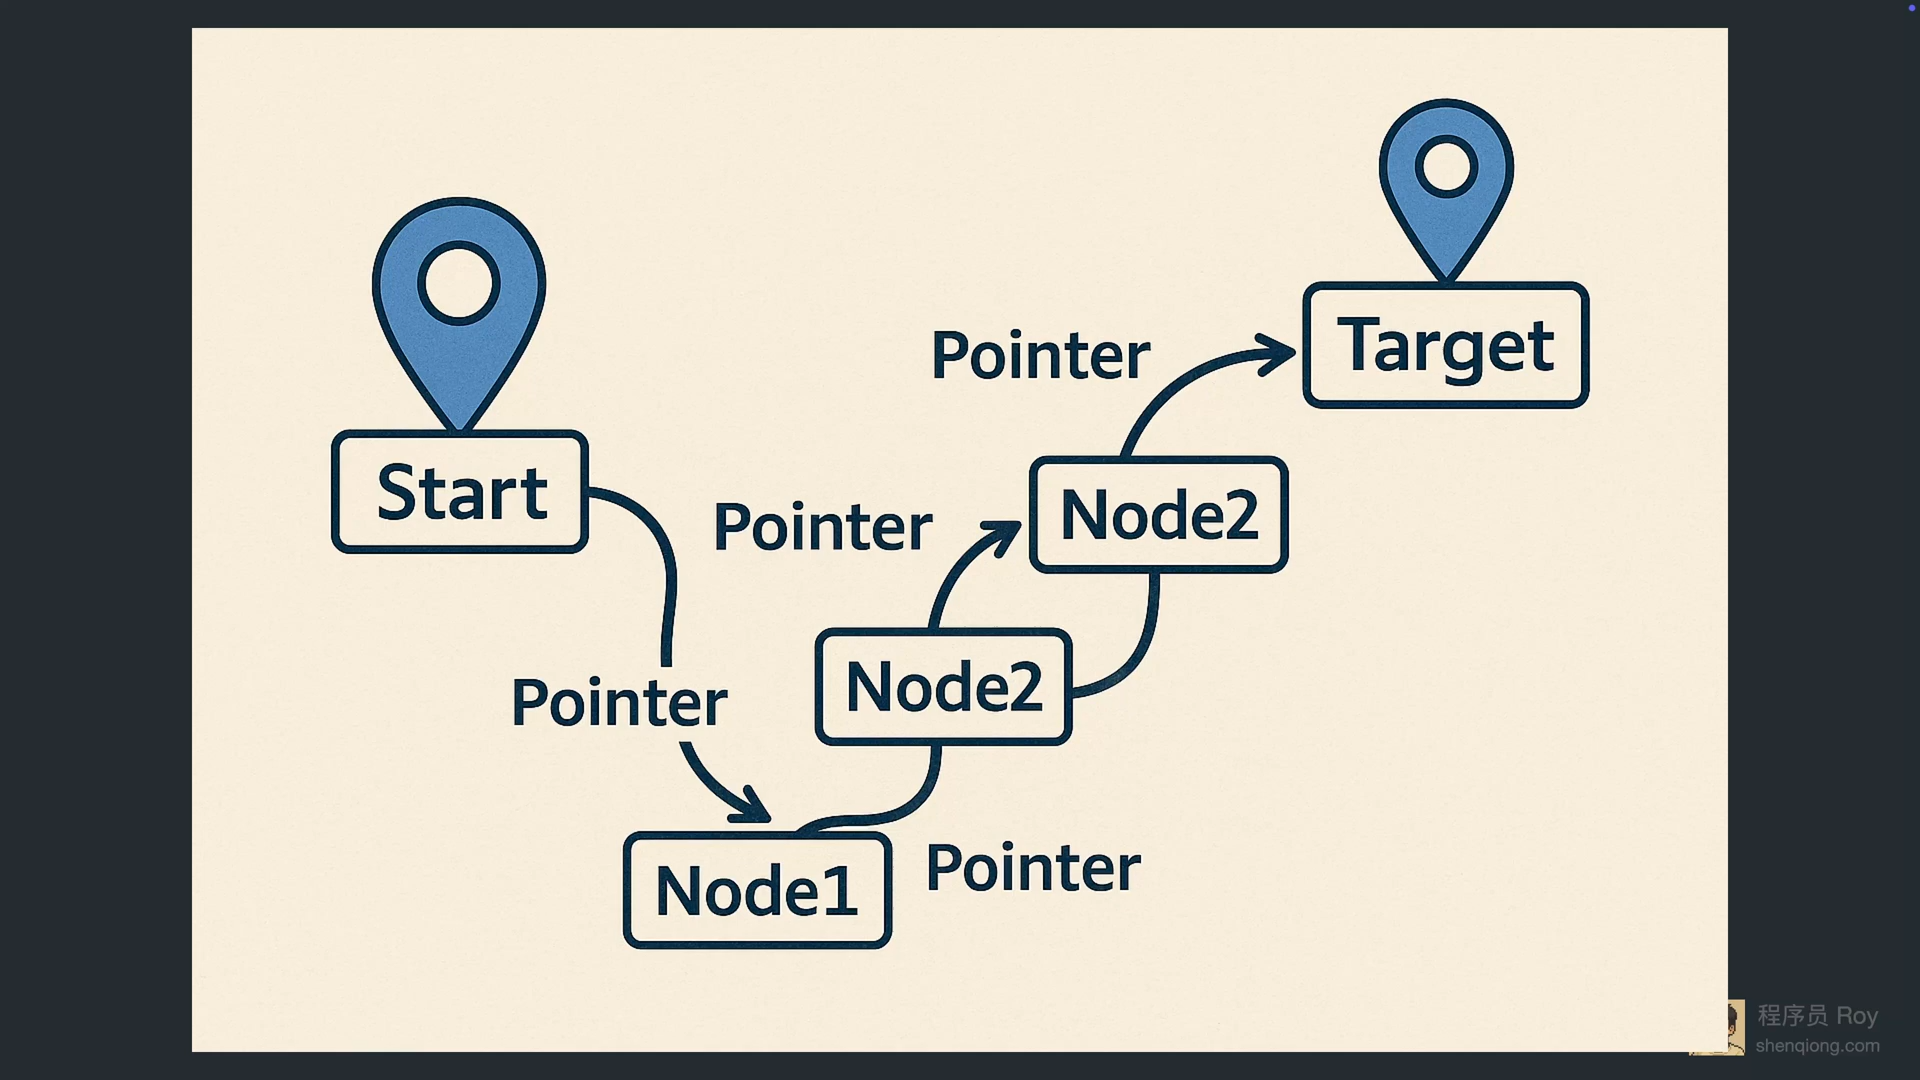 Pointer
Target
Start
Pointer
Node2
Pointer
Node2
Node1
Pointer
程序员 Roy
shenqiong.com